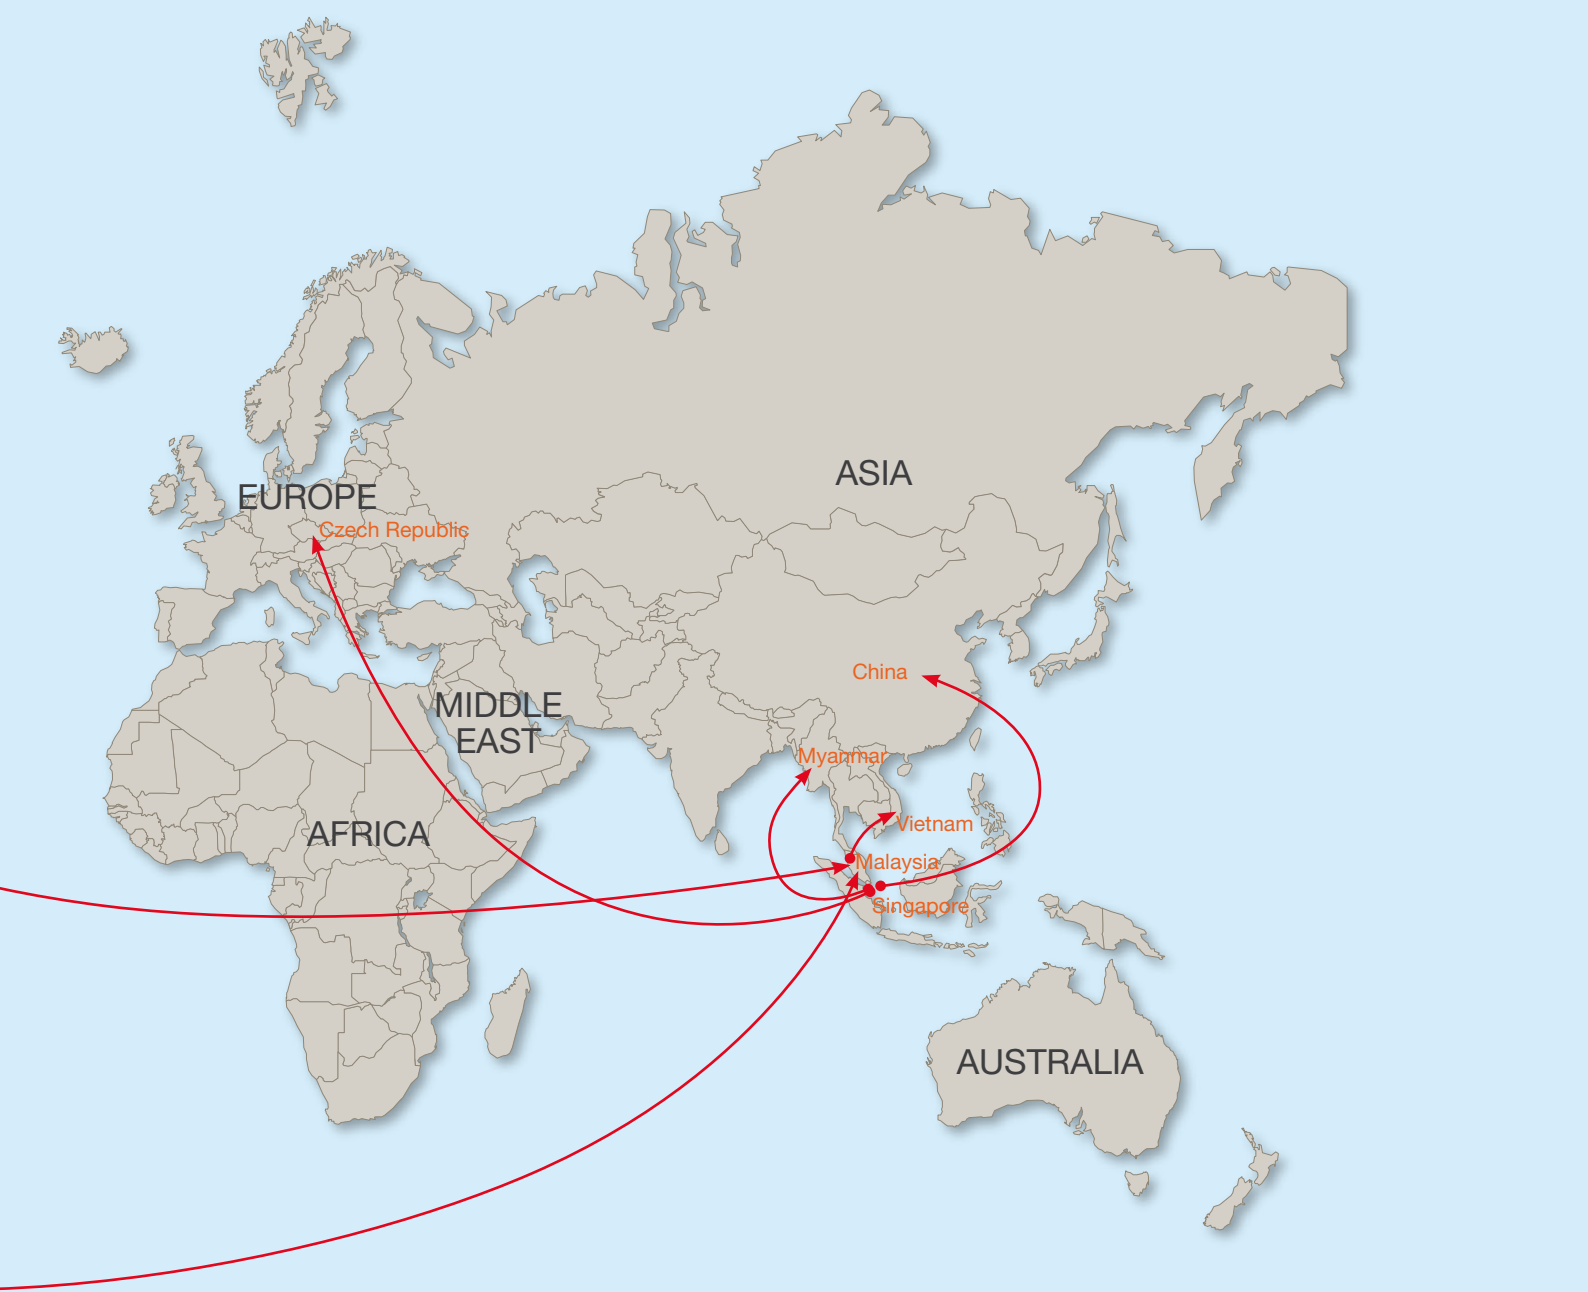 ASIA
EUROPE
Czech Republic
China
MIDDLE
EAST
Myanmar
Vietnam
AFRICA
Malaysia
Singapore
AUSTRALIA